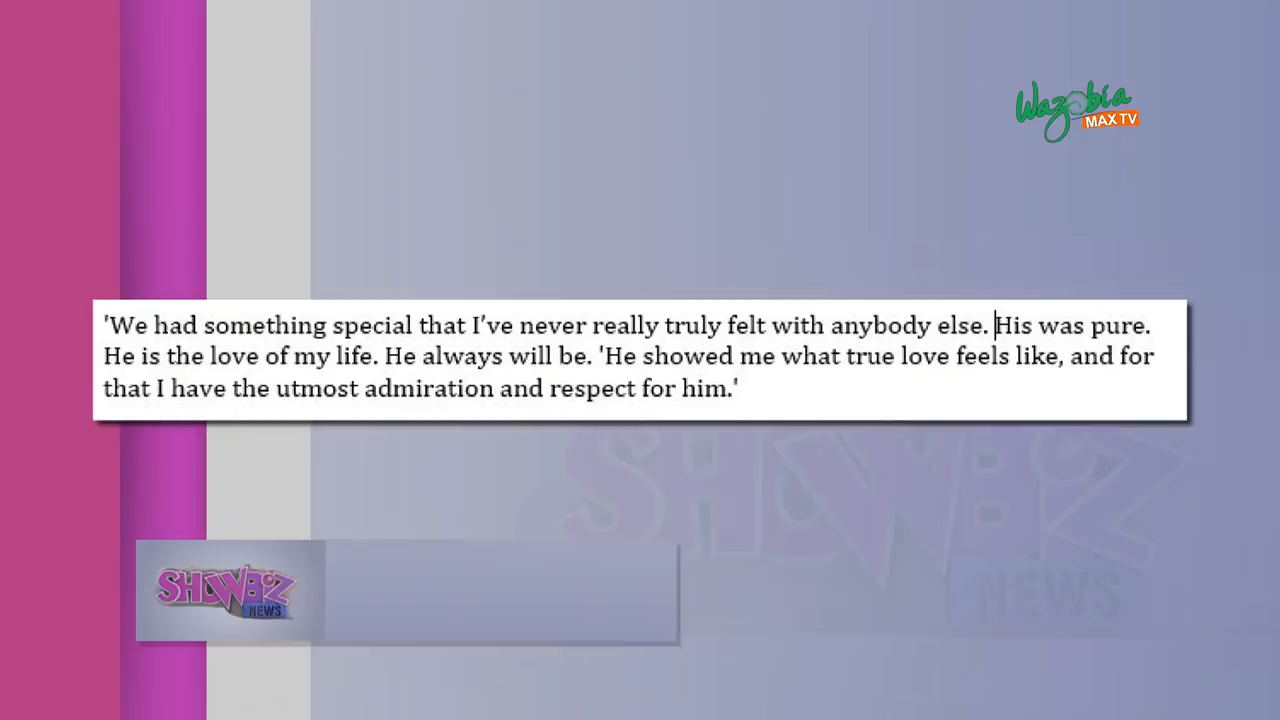 Wazobia
MAX TV
'We had something special that I've never really truly felt with anybody else. His was pure.
He is the love of my life. He always will be. 'He showed me what true love feels like, and for
that I have the utmost admiration and respect for him.'
SHOWBIZ
NEWS
SHOWBIZ
NEWS